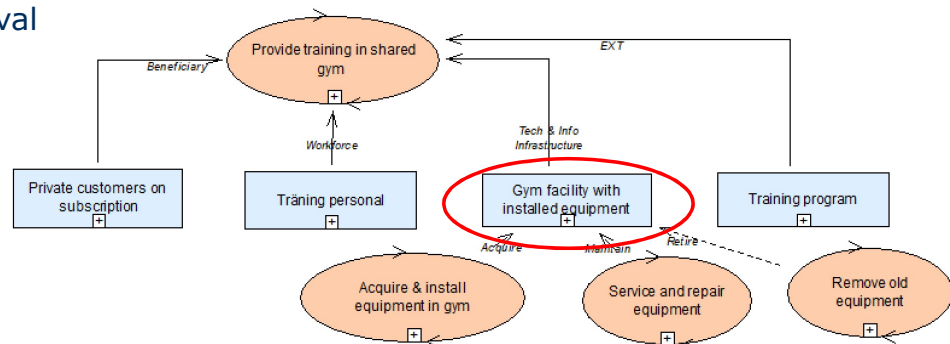 val
Provide training in shared
gym
EXT
Beneficiary
Workforce
Tech & Info
Infrastructure
Private customers on
subscription
Träning personal
Gym facility with
installed equipment
Training program
Acquire
Maintain
Retire
Acquire & install
equipment in gym
Service and repair
equipment
Remove old
equipment